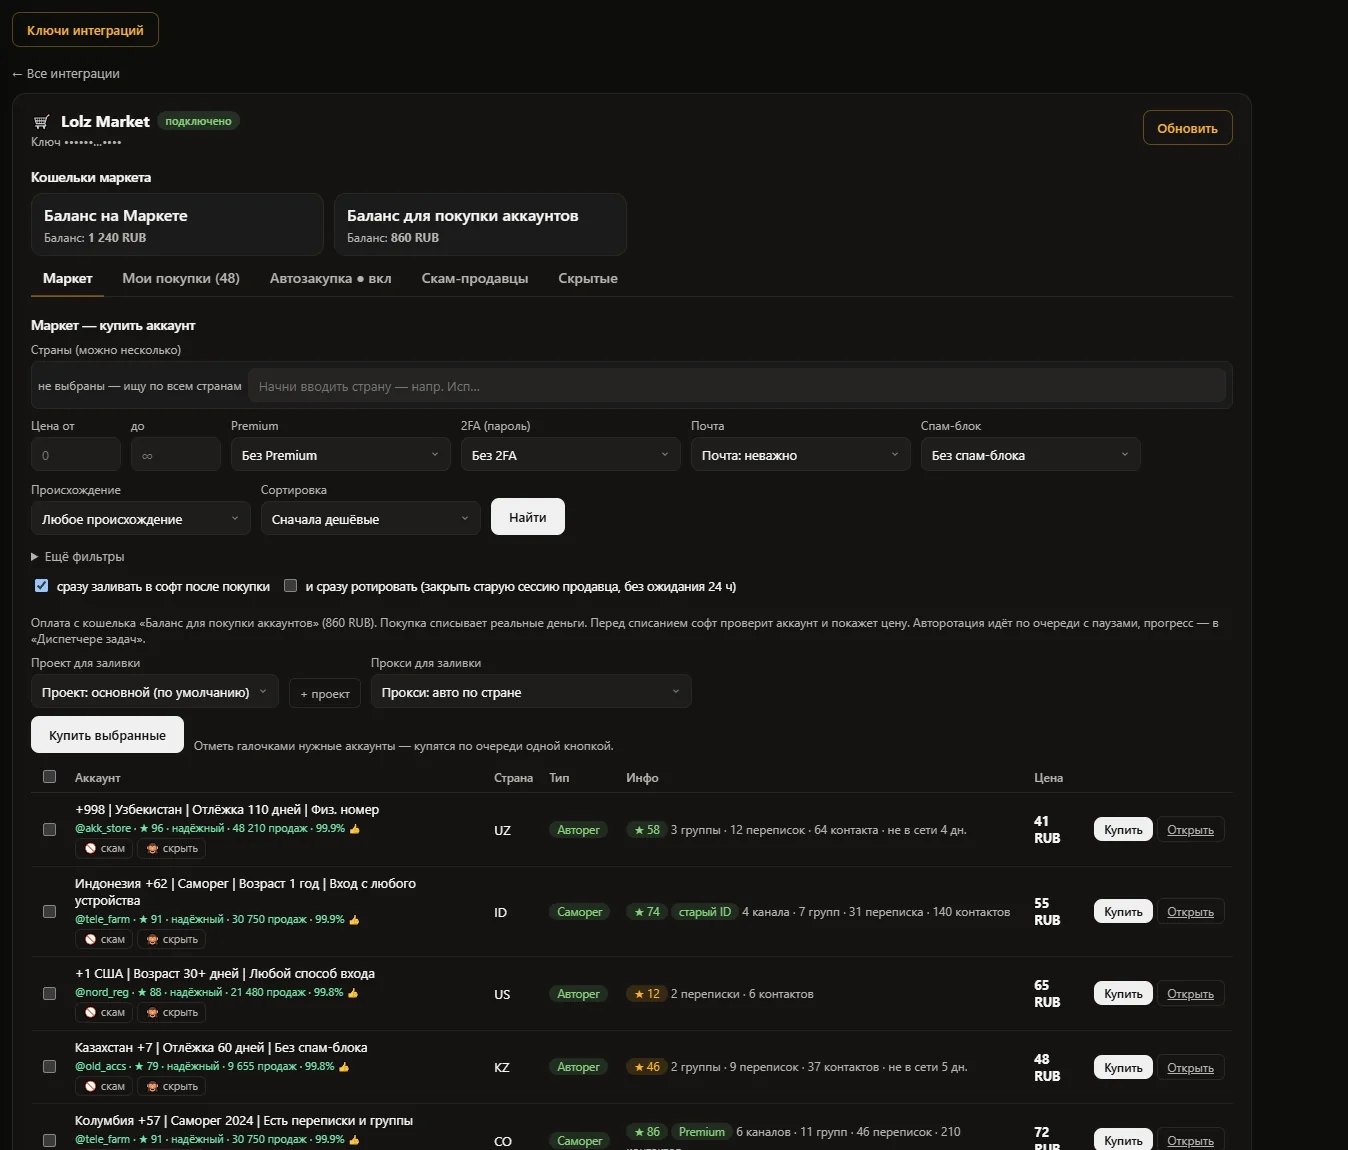 Ключи интеграций
← Все интеграции
Lolz Market подключено
Ключ ••••••...••••
Обновить
Кошельки маркета
Баланс на Маркете
Баланс: 1 240 RUB
Баланс для покупки аккаунтов
Баланс: 860 RUB
Маркет Мои покупки (48) Автозакупка ● вкл Скам-продавцы Скрытые
Маркет — купить аккаунт
Страны (можно несколько)
не выбраны — ищу по всем странам Начни вводить страну — напр. Исп...
Цена от до Premium 2FA (пароль) Почта Спам-блок
0 ∞ Без Premium Без 2FA Почта: неважно Без спам-блока
Происхождение Сортировка
Любое происхождение Сначала дешёвые Найти
▶ Ещё фильтры
сразу заливать в софт после покупки и сразу ротировать (закрыть старую сессию продавца, без ожидания 24 ч)
Оплата с кошелька «Баланс для покупки аккаунтов» (860 RUB). Покупка списывает реальные деньги. Перед списанием софт проверит аккаунт и покажет цену. Авторотация идёт по очереди с паузами, прогресс — в
«Диспетчере задач».
Проект для заливки Прокси для заливки
Проект: основной (по умолчанию) + проект Прокси: авто по стране
Купить выбранные Отметь галочками нужные аккаунты — купятся по очереди одной кнопкой.
Аккаунт Страна Тип Инфо Цена
+998 | Узбекистан | Отлёжка 110 дней | Физ. номер
@akk_store · ★ 96 · надёжный · 48 210 продаж · 99.9% 👍
скам скрыть
UZ Авторег ★ 58 3 группы · 12 переписок · 64 контакта · не в сети 4 дн. 41 RUB Купить Открыть
Индонезия +62 | Саморег | Возраст 1 год | Вход с любого
устройства
@tele_farm · ★ 91 · надёжный · 30 750 продаж · 99.9% 👍
скам скрыть
ID Саморег ★ 74 старый ID 4 канала · 7 групп · 31 переписка · 140 контактов 55 RUB Купить Открыть
+1 США | Возраст 30+ дней | Любой способ входа
@nord_reg · ★ 88 · надёжный · 21 480 продаж · 99.8% 👍
скам скрыть
US Авторег ★ 12 2 переписки · 6 контактов 65 RUB Купить Открыть
Казахстан +7 | Отлёжка 60 дней | Без спам-блока
@old_accs · ★ 79 · надёжный · 9 655 продаж · 99.8% 👍
скам скрыть
KZ Авторег ★ 46 2 группы · 9 переписок · 37 контактов · не в сети 5 дн. 48 RUB Купить Открыть
Колумбия +57 | Саморег 2024 | Есть переписки и группы
@tele_farm · ★ 91 · надёжный · 30 750 продаж · 99.9% 👍
CO Саморег ★ 86 Premium 6 каналов · 11 групп · 46 переписок · 210 72 RUB Купить Открыть